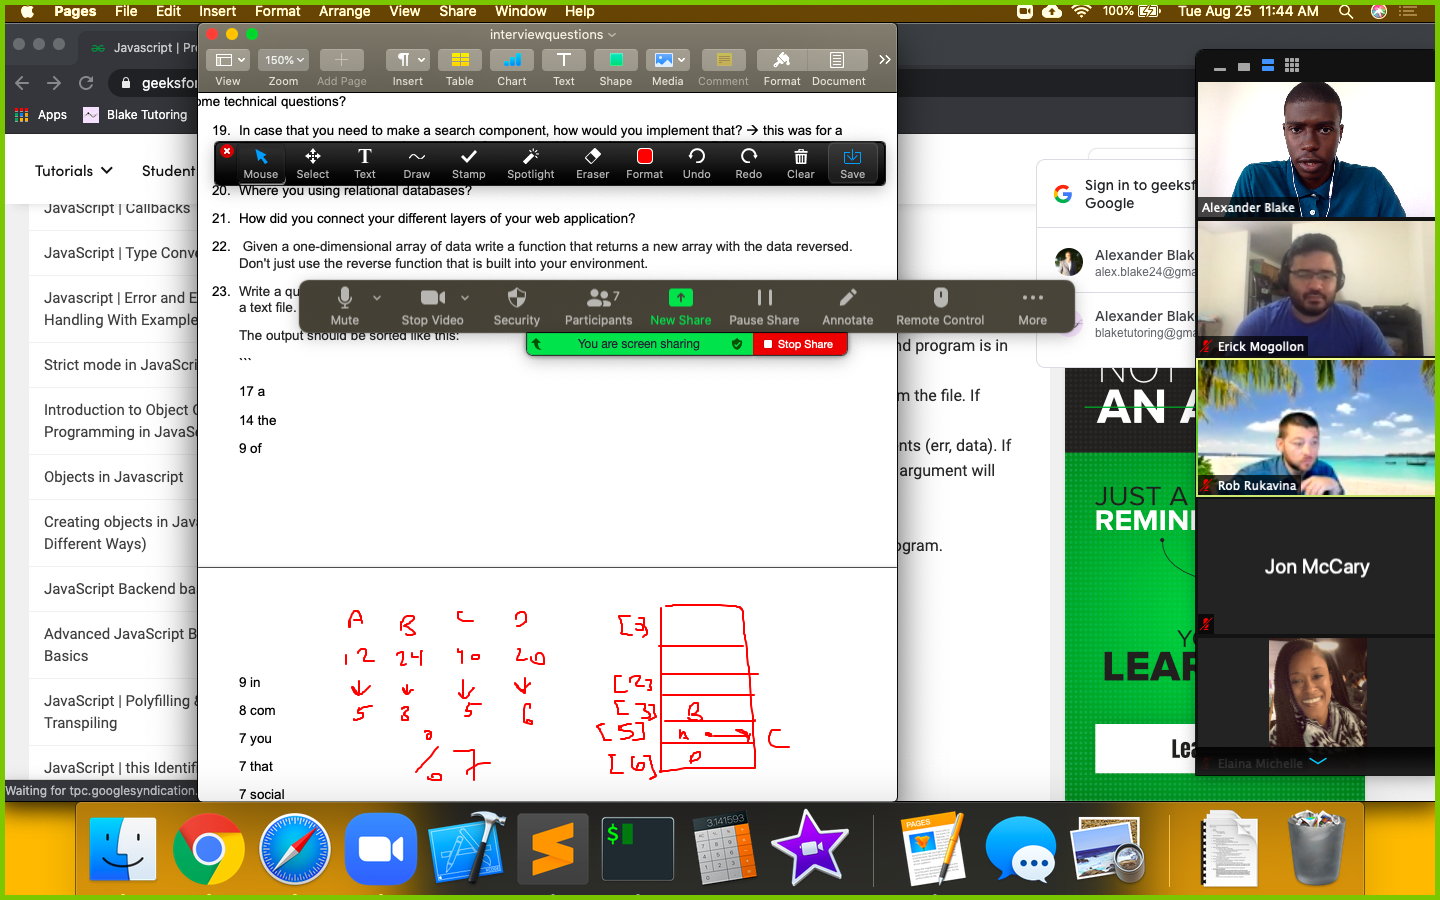 Pages File Edit Insert Format Arrange View Share Window Help
100% Tue Aug 25 11:44 AM
Javascript | Pr
geeksfor
Apps Blake Tutoring
Tutorials Student
JavaScript | Callbacks
JavaScript | Type Conve
Javascript | Error and E
Handling With Example
Strict mode in JavaScri
Introduction to Object O
Programming in JavaSc
Objects in Javascript
Creating objects in Jav
Different Ways)
JavaScript Backend ba
Advanced JavaScript B
Basics
JavaScript | Polyfilling &
Transpiling
JavaScript | this Identif
Waiting for tpc.googlesyndication.
interviewquestions
150%
View Zoom Add Page Insert Table Chart Text Shape Media Comment Format Document
ome technical questions?
19. In case that you need to make a search component, how would you implement that? → this was for a
Mouse Select Text Draw Stamp Spotlight Eraser Format Undo Redo Clear Save
20. Where you using relational databases?
21. How did you connect your different layers of your web application?
22. Given a one-dimensional array of data write a function that returns a new array with the data reversed.
Don't just use the reverse function that is built into your environment.
23. Write a qu
a text file.
Mute Stop Video Security Participants 7 New Share Pause Share Annotate Remote Control More
The output should be sorted like this:
You are screen sharing Stop Share
```
17 a
14 the
9 of
9 in
8 com
7 you
7 that
7 social
A B C D
12 24 40 20
5 3 5 6
% 7
[3]
[2]
[3] B
[5] C
[6] D
Sign in to geeksf
Google
Alexander Blak
alex.blake24@gma
Alexander Blak
blaketutoring@gma
nd program is in
m the file. If
nts (err, data). If
argument will
ogram.
NOT
AN A
JUST A
REMIN
YO
LEAR
Lea
Alexander Blake
Erick Mogollon
Rob Rukavina
Jon McCary
Elaina Michelle
3.141593
PAGES